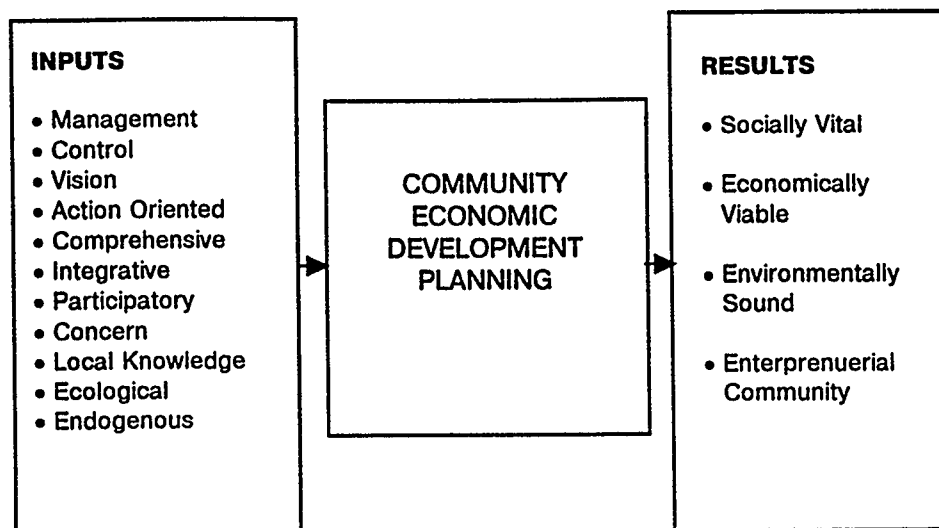 INPUTS
• Management
• Control
• Vision
• Action Oriented
• Comprehensive
• Integrative
• Participatory
• Concern
• Local Knowledge
• Ecological
• Endogenous
COMMUNITY
ECONOMIC
DEVELOPMENT
PLANNING
RESULTS
• Socially Vital
• Economically
Viable
• Environmentally
Sound
• Enterprenuerial
Community